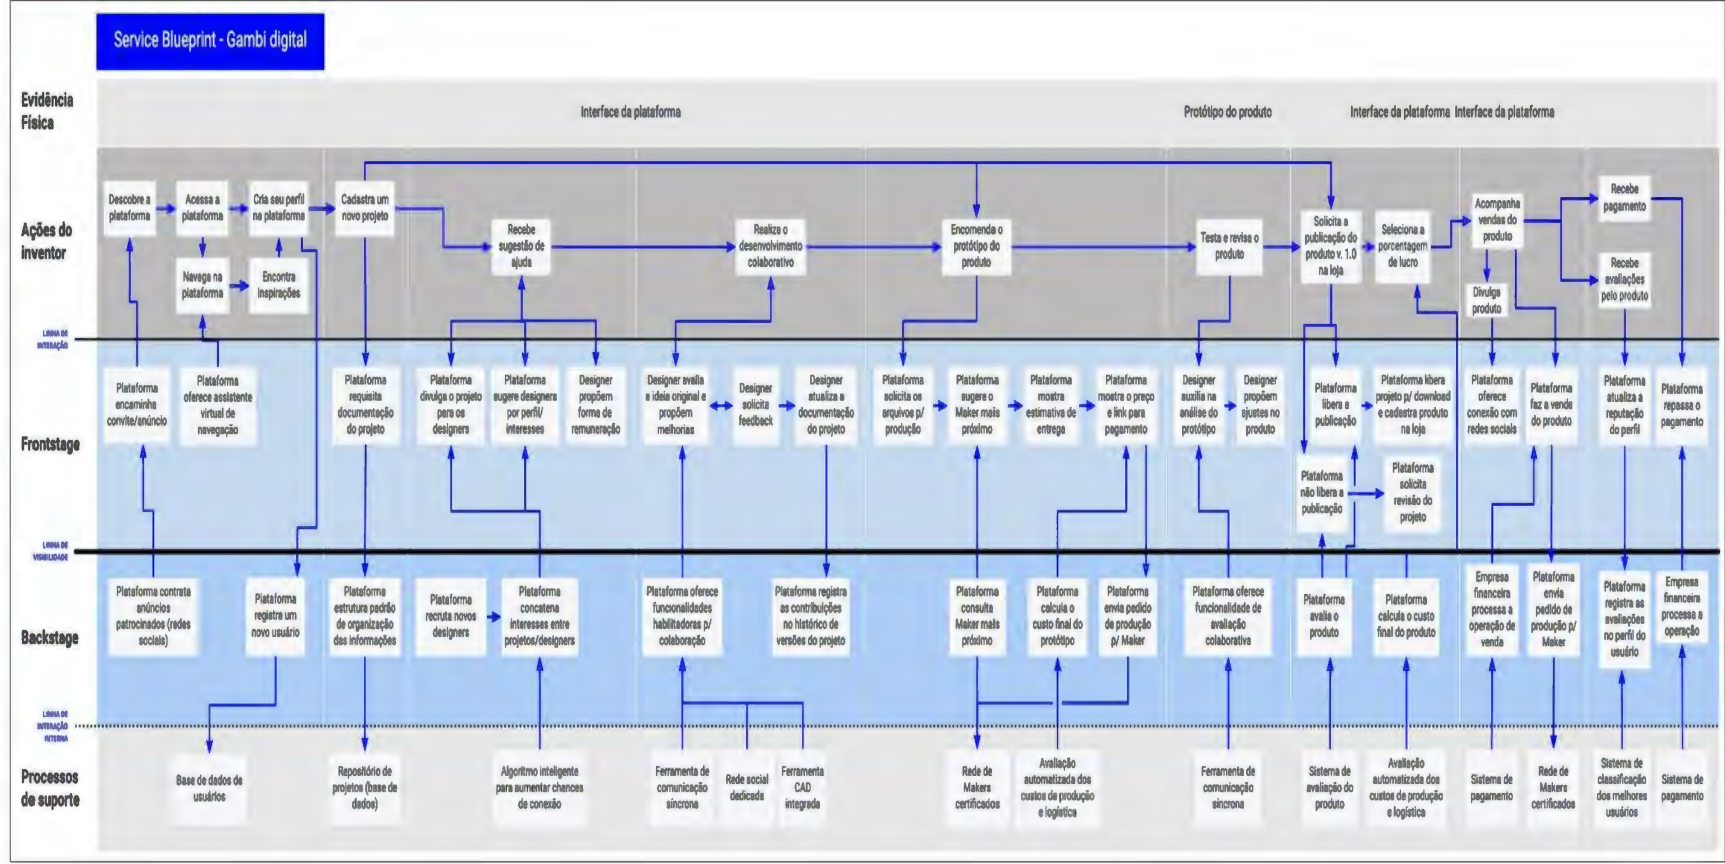 Service Blueprint - Gambi digital
Evidência
Física
Interface da plataforma
Protótipo do produto
Interface da plataforma
Interface da plataforma
Ações do
inventor
Descobre a
plataforma
Acessa a
plataforma
Cria seu perfil
na plataforma
Cadastra um
novo projeto
Navega na
plataforma
Encontra
inspirações
Recebe
sugestão de
ajuda
Realiza o
desenvolvimento
colaborativo
Encomenda o
protótipo do
produto
Testa e revisa o
produto
Solicita a
publicação do
produto v. 1.0
na loja
Seleciona a
porcentagem
de lucro
Acompanha
vendas do
produto
Divulga
produto
Recebe
pagamento
Recebe
avaliações
pelo produto
LINHA DE
INTERAÇÃO
Frontstage
Plataforma
encaminha
convite/anúncio
Plataforma
oferece assistente
virtual de
navegação
Plataforma
requisita
documentação
do projeto
Plataforma
divulga o projeto
para os
designers
Plataforma
sugere designers
por perfil/
interesses
Designer
propõem
forma de
remuneração
Designer avalia
a ideia original e
propõem
melhorias
Designer
solicita
feedback
Designer
atualiza a
documentação
do projeto
Plataforma
solicita os
arquivos p/
produção
Plataforma
sugere o
Maker mais
próximo
Plataforma
mostra
estimativa de
entrega
Plataforma
mostra o preço
e link para
pagamento
Designer
auxilia na
análise do
protótipo
Designer
propõem
ajustes no
produto
Plataforma
libera a
publicação
Plataforma libera
projeto p/ download
e cadastra produto
na loja
Plataforma
não libera a
publicação
Plataforma
solicita
revisão do
projeto
Plataforma
oferece
conexão com
redes sociais
Plataforma
faz a venda
do produto
Plataforma
atualiza a
reputação
do perfil
Plataforma
repassa o
pagamento
LINHA DE
VISIBILIDADE
Backstage
Plataforma contrata
anúncios
patrocinados (redes
sociais)
Plataforma
registra um
novo usuário
Plataforma
estrutura padrão
de organização
das informações
Plataforma
recruta novos
designers
Plataforma
concatena
interesses entre
projetos/designers
Plataforma oferece
funcionalidades
habilitadoras p/
colaboração
Plataforma registra
as contribuições
no histórico de
versões do projeto
Plataforma
consulta
Maker mais
próximo
Plataforma
calcula o
custo final do
protótipo
Plataforma
envia pedido
de produção
p/ Maker
Plataforma oferece
funcionalidade de
avaliação
colaborativa
Plataforma
avalia o
produto
Plataforma
calcula o custo
final do produto
Empresa
financeira
processa a
operação de
venda
Plataforma
envia
pedido de
produção p/
Maker
Plataforma
registra as
avaliações
no perfil do
usuário
Empresa
financeira
processa a
operação
LINHA DE
INTERAÇÃO
INTERNA
Processos
de suporte
Base de dados de
usuários
Repositório de
projetos (base de
dados)
Algoritmo inteligente
para aumentar chances
de conexão
Ferramenta de
comunicação
síncrona
Rede social
dedicada
Ferramenta
CAD
integrada
Rede de
Makers
certificados
Avaliação
automatizada dos
custos de produção
e logística
Ferramenta de
comunicação
síncrona
Sistema de
avaliação do
produto
Avaliação
automatizada dos
custos de produção
e logística
Sistema de
pagamento
Rede de
Makers
certificados
Sistema de
classificação
dos melhores
usuários
Sistema de
pagamento